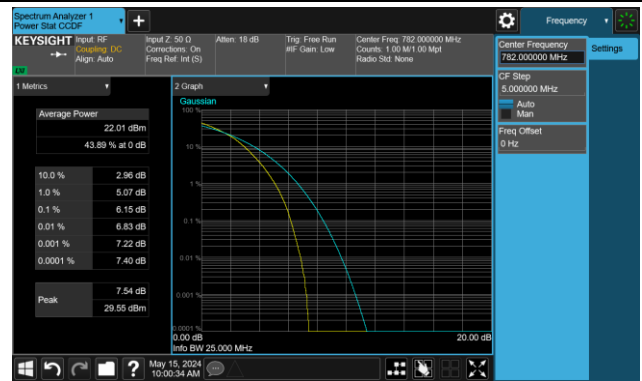 Spectrum Analyzer 1
Power Stat CCDF
Frequency
KEYSIGHT
Input: RF
Coupling: DC
Align: Auto
Input Z: 50 Ω
Corrections: On
Freq Ref: Int (S)
Atten: 18 dB
Trig: Free Run
#IF Gain: Low
Center Freq: 782.000000 MHz
Counts: 1.00 M/1.00 Mpt
Radio Std: None
LW
Center Frequency
782.000000 MHz
Settings
CF Step
5.000000 MHz
Auto
Man
Freq Offset
0 Hz
1 Metrics
Average Power
22.01 dBm
43.89 % at 0 dB
10.0 % 2.96 dB
1.0 % 5.07 dB
0.1 % 6.15 dB
0.01 % 6.83 dB
0.001 % 7.22 dB
0.0001 % 7.40 dB
Peak
7.54 dB
29.55 dBm
2 Graph
Gaussian
100 %
10 %
1 %
0.1 %
0.01 %
0.001 %
0.0001 %
0.00 dB 20.00 dB
Info BW 25.000 MHz
?
May 15, 2024
10:00:34 AM